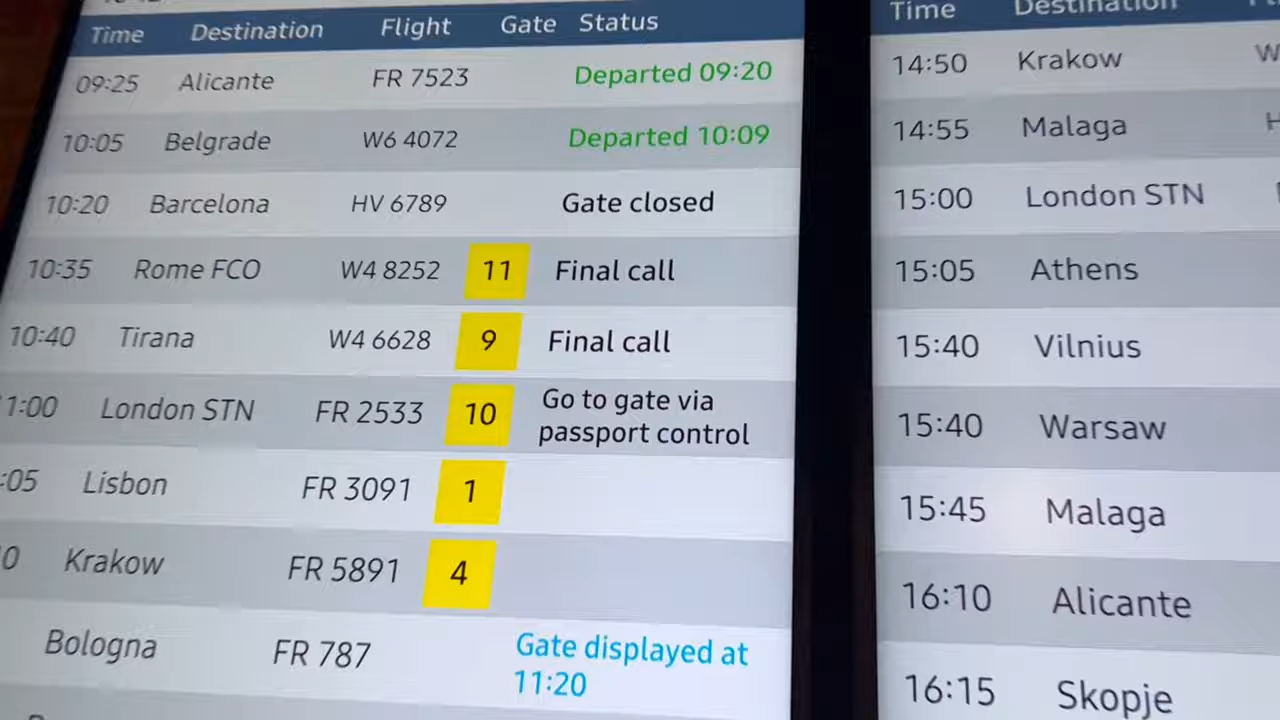 Time Destination Flight Gate Status
09:25 Alicante FR 7523 Departed 09:20
10:05 Belgrade W6 4072 Departed 10:09
10:20 Barcelona HV 6789 Gate closed
10:35 Rome FCO W4 8252 11 Final call
10:40 Tirana W4 6628 9 Final call
1:00 London STN FR 2533 10 Go to gate via
passport control
:05 Lisbon FR 3091 1
0 Krakow FR 5891 4
Bologna FR 787 Gate displayed at
11:20
Time Destination
14:50 Krakow W
14:55 Malaga H
15:00 London STN
15:05 Athens
15:40 Vilnius
15:40 Warsaw
15:45 Malaga
16:10 Alicante
16:15 Skopje